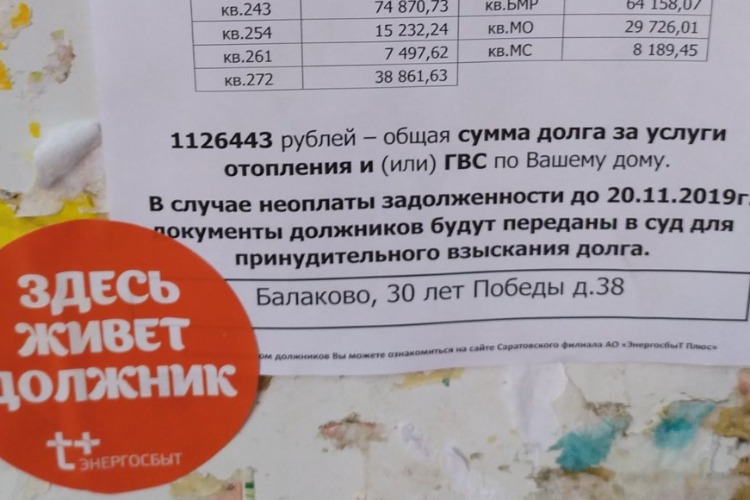 кв.243 74 870,73 кв.БМР 64 158,07
кв.254 15 232,24 кв.МО 29 726,01
кв.261 7 497,62 кв.МС 8 189,45
кв.272 38 861,63
1126443 рублей – общая сумма долга за услуги
отопления и (или) ГВС по Вашему дому.
В случае неоплаты задолженности до 20.11.2019г.
документы должников будут переданы в суд для
принудительного взыскания долга.
Балаково, 30 лет Победы д.38
ом должников Вы можете ознакомиться на сайте Саратовского филиала АО «ЭнергосбыТ Плюс»
ЗДЕСЬ
ЖИВЕТ
ДОЛЖНИК
t+
ЭНЕРГОСБЫТ